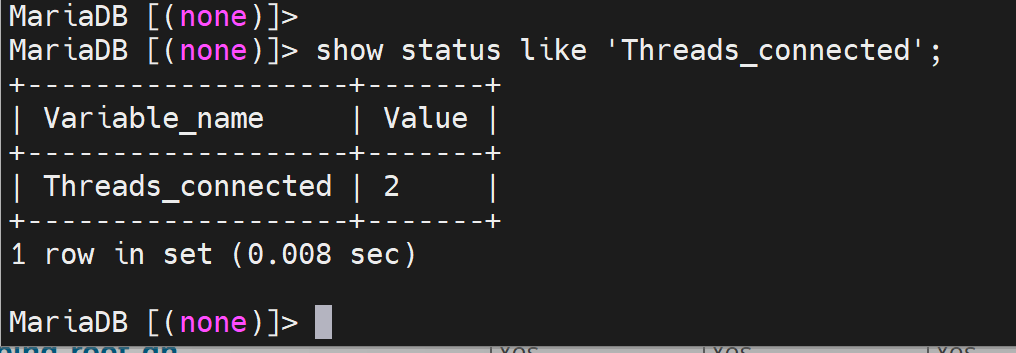 MariaDB [(none)]>
MariaDB [(none)]> show status like 'Threads_connected';
+-------------------+-------+
| Variable_name     | Value |
+-------------------+-------+
| Threads_connected | 2     |
+-------------------+-------+
1 row in set (0.008 sec)

MariaDB [(none)]>